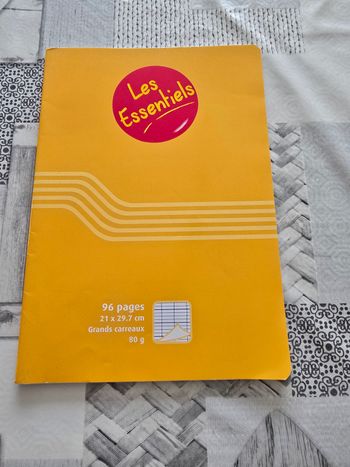 Les
Essentiels
96 pages
21 x 29.7 cm
Grands carreaux
80 g